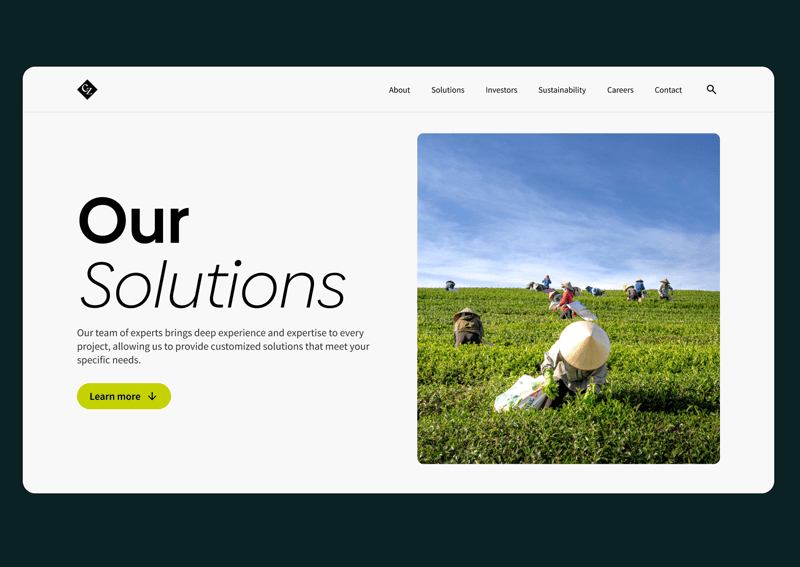 CZ
About Solutions Investors Sustainability Careers Contact
Our
Solutions
Our team of experts brings deep experience and expertise to every
project, allowing us to provide customized solutions that meet your
specific needs.
Learn more